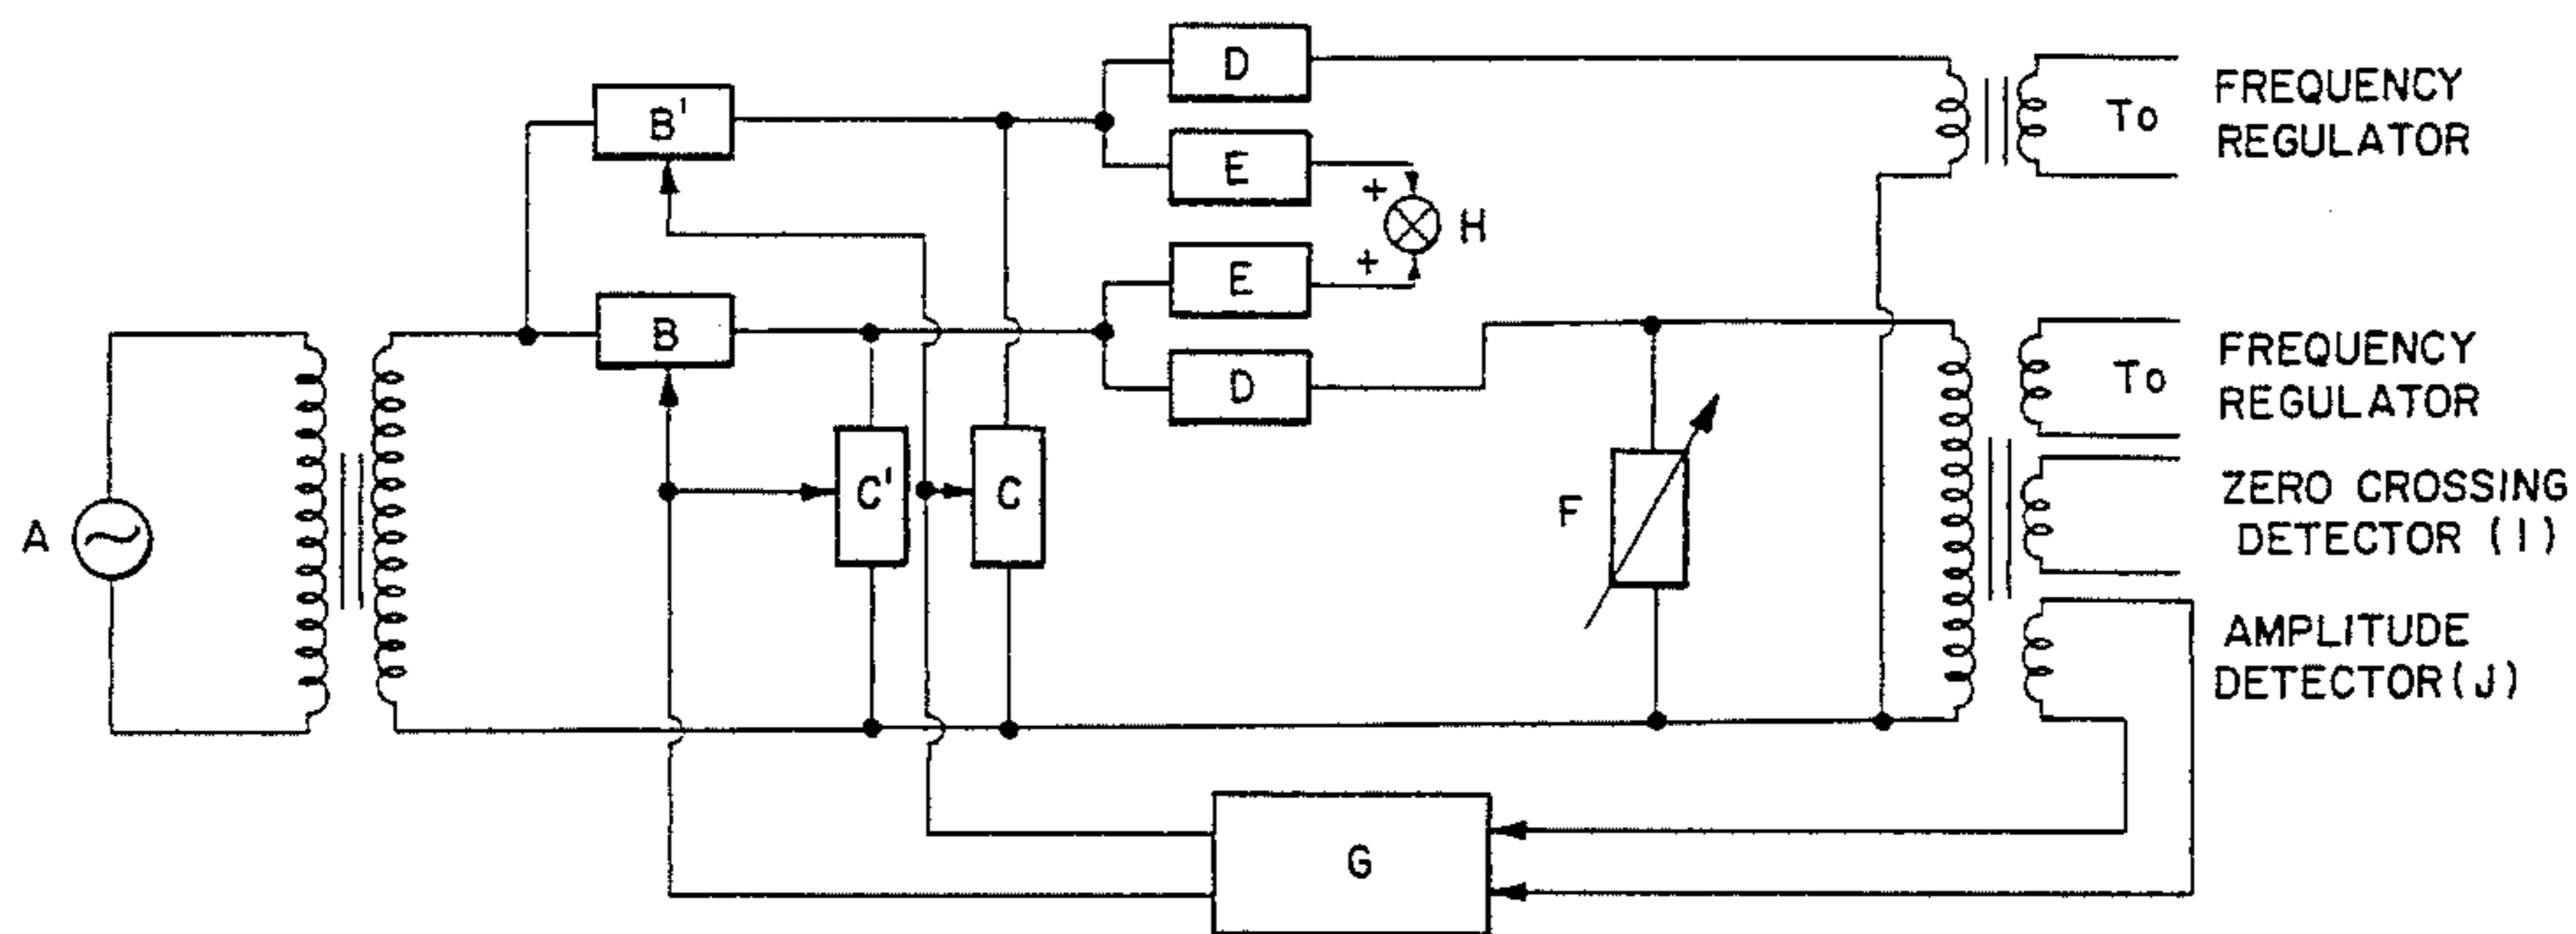 D
FREQUENCY
To
REGULATOR
B'
E
+
H
+
E
B
FREQUENCY
To
REGULATOR
D
C'
C
F
ZERO CROSSING
DETECTOR (I)
A
AMPLITUDE
DETECTOR(J)
G